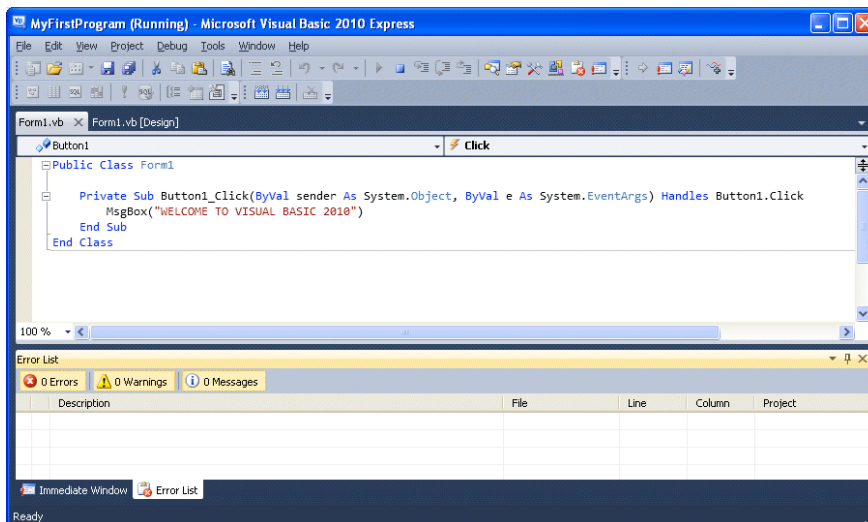 MyFirstProgram (Running) - Microsoft Visual Basic 2010 Express
File Edit View Project Debug Tools Window Help
Form1.vb Form1.vb [Design]
Button1 Click
Public Class Form1
Private Sub Button1_Click(ByVal sender As System.Object, ByVal e As System.EventArgs) Handles Button1.Click
MsgBox("WELCOME TO VISUAL BASIC 2010")
End Sub
End Class
100 %
Error List
0 Errors 0 Warnings 0 Messages
Description File Line Column Project
Immediate Window Error List
Ready